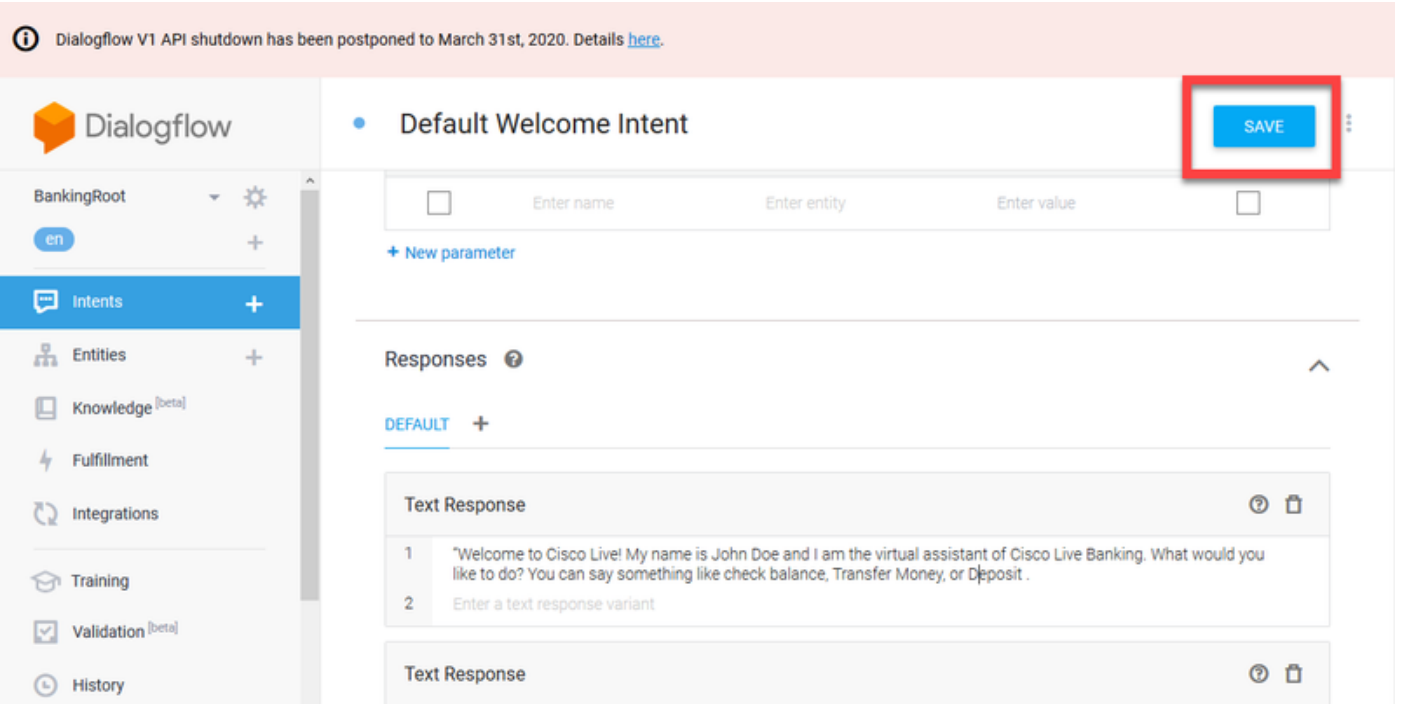 Dialogflow V1 API shutdown has been postponed to March 31st, 2020. Details here.
Dialogflow
Default Welcome Intent
SAVE
BankingRoot
en
Enter name Enter entity Enter value
+ New parameter
Intents
Entities
Knowledge [beta]
Fulfillment
Integrations
Training
Validation [beta]
History
Responses
DEFAULT
Text Response
1 "Welcome to Cisco Live! My name is John Doe and I am the virtual assistant of Cisco Live Banking. What would you
like to do? You can say something like check balance, Transfer Money, or Deposit .
2 Enter a text response variant
Text Response